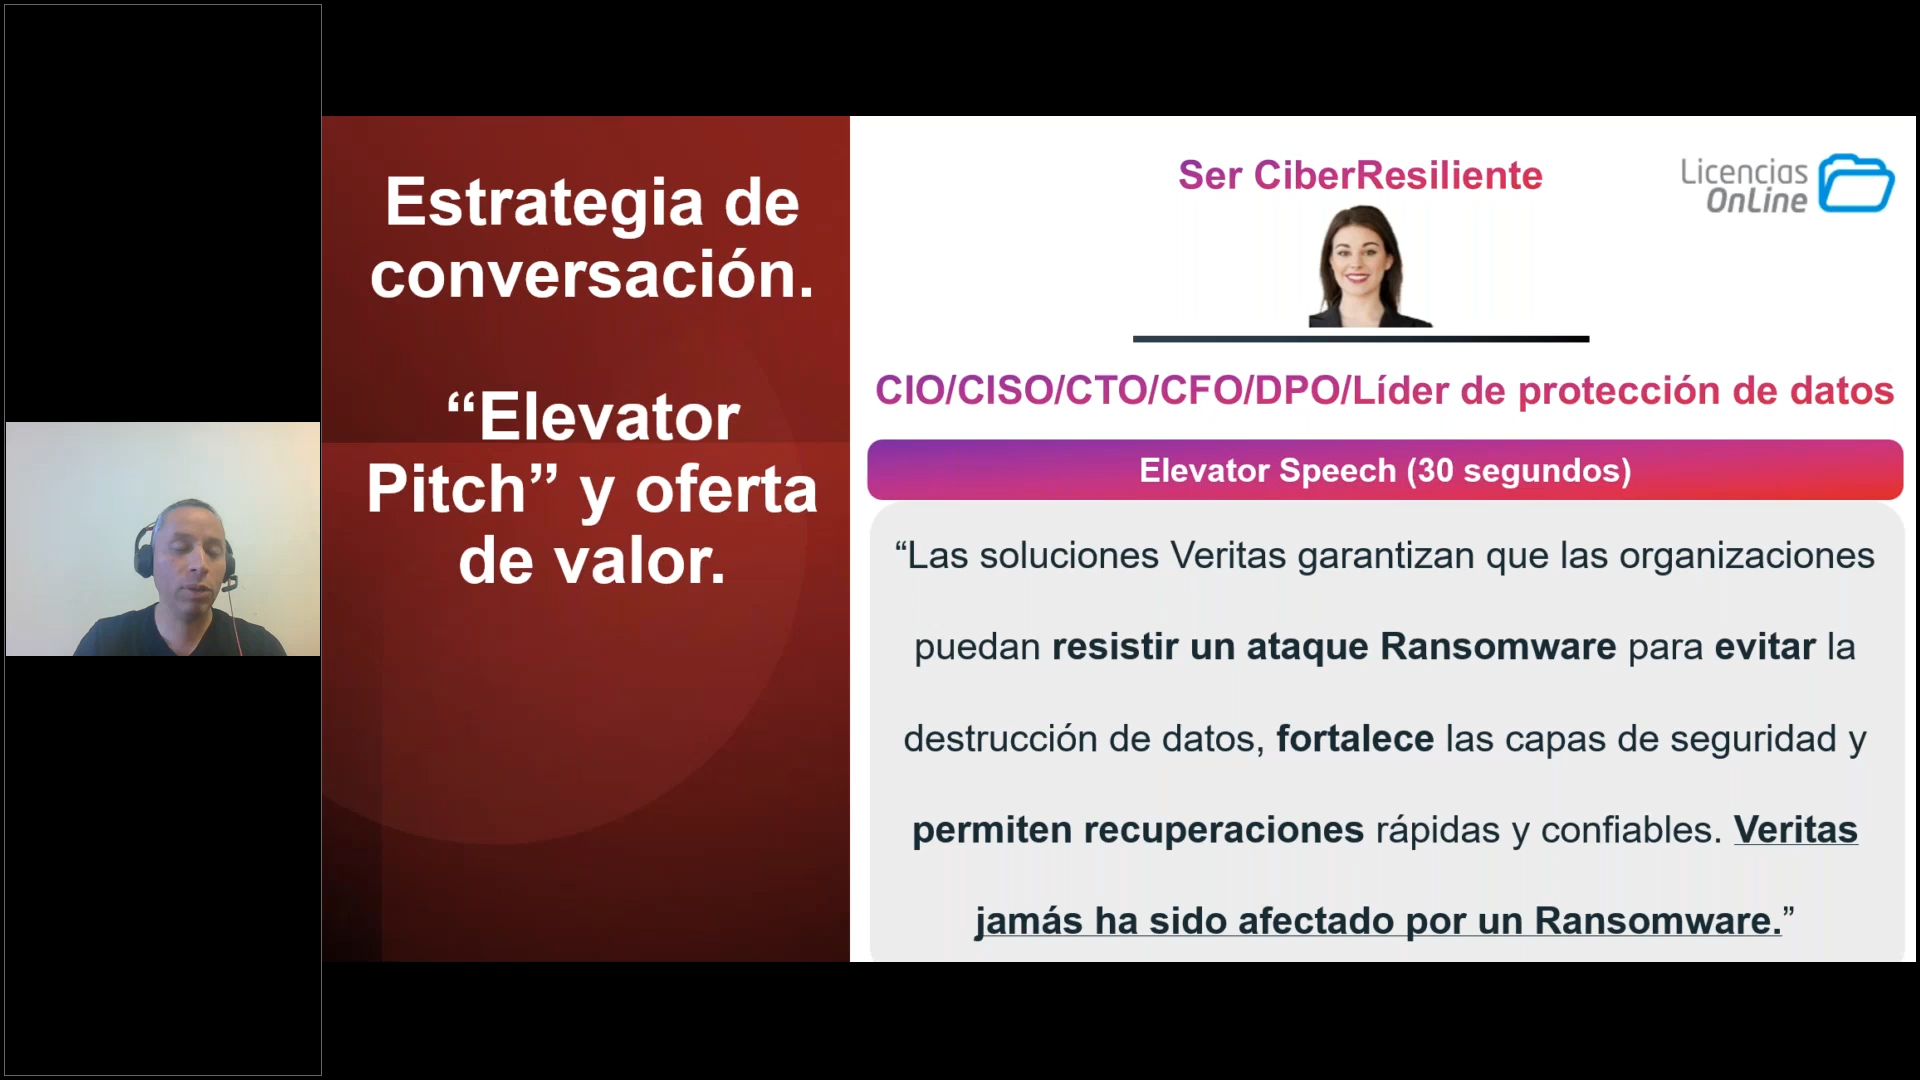 Estrategia de
conversación.
“Elevator
Pitch” y oferta
de valor.
Ser CiberResiliente
Licencias
OnLine
CIO/CISO/CTO/CFO/DPO/Líder de protección de datos
Elevator Speech (30 segundos)
“Las soluciones Veritas garantizan que las organizaciones
puedan resistir un ataque Ransomware para evitar la
destrucción de datos, fortalece las capas de seguridad y
permiten recuperaciones rápidas y confiables. Veritas
jamás ha sido afectado por un Ransomware.”